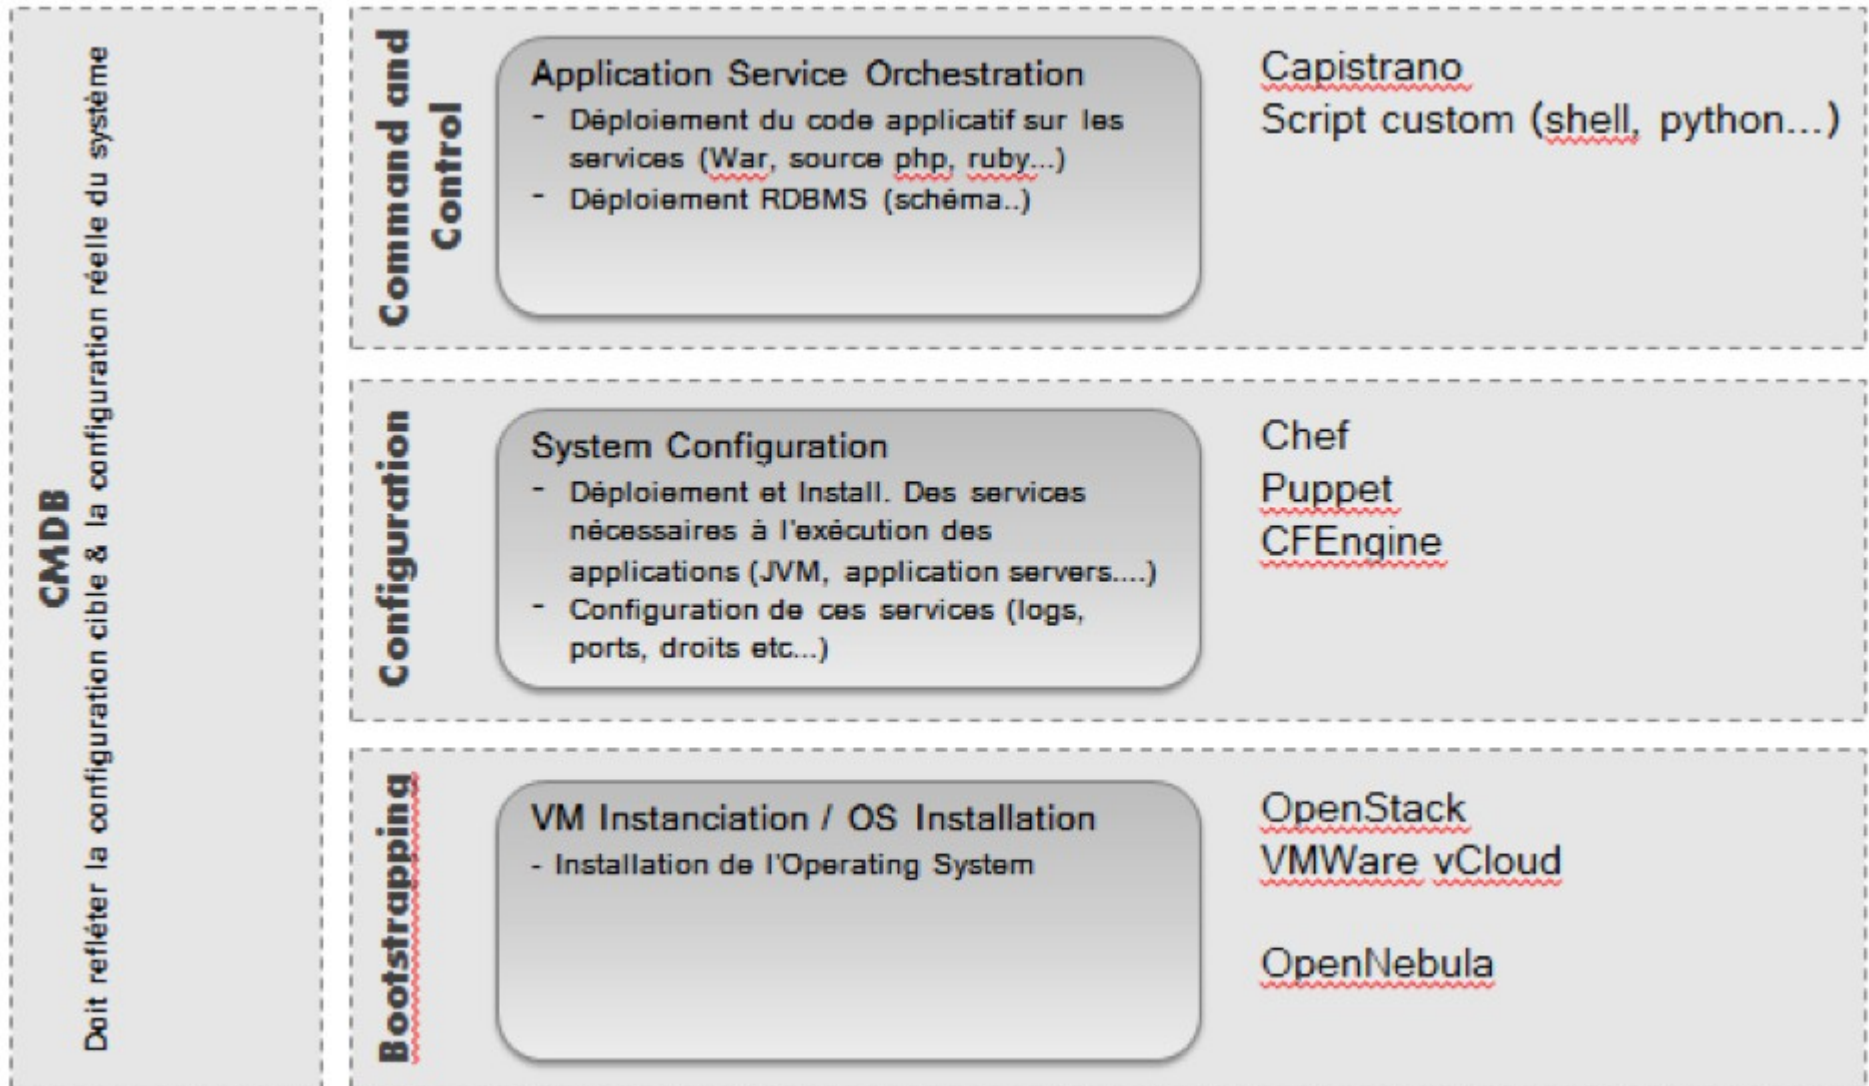 CMDB
Doit refléter la configuration cible & la configuration réelle du système
Command and
Control
Application Service Orchestration
- Déploiement du code applicatif sur les
services (War, source php, ruby...)
- Déploiement RDBMS (schéma..)
Capistrano
Script custom (shell, python...)
Configuration
System Configuration
- Déploiement et Install. Des services
nécessaires à l'exécution des
applications (JVM, application servers....)
- Configuration de ces services (logs,
ports, droits etc...)
Chef
Puppet
CFEngine
Bootstrapping
VM Instanciation / OS Installation
- Installation de l'Operating System
OpenStack
VMWare vCloud
OpenNebula